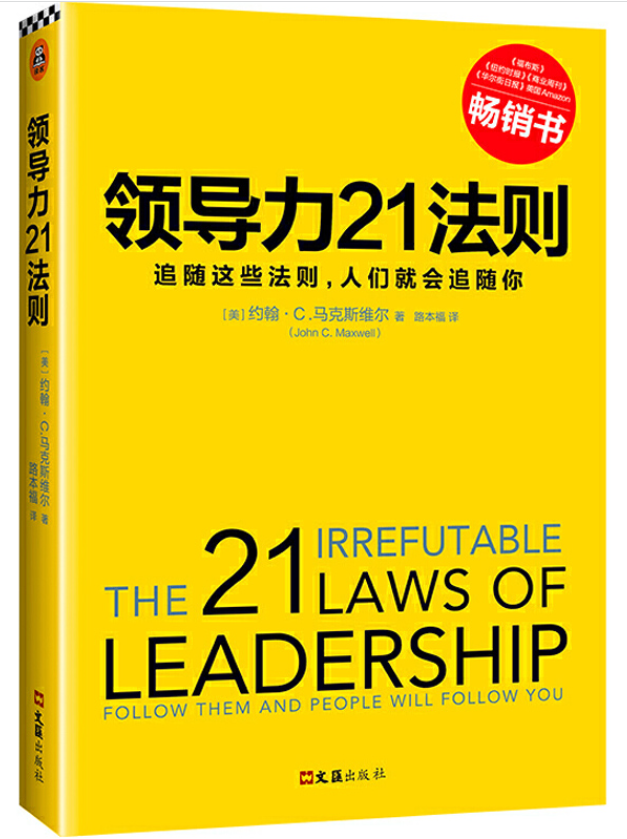 领导力21法则
[美]约翰·C.马克斯维尔 著
路本福 译
文匯出版社
《福布斯》
《纽约时报》《商业周刊》
《华尔街日报》美国Amazon
畅销书
领导力21法则
追随这些法则,人们就会追随你
[美]约翰·C.马克斯维尔 著 路本福 译
(John C. Maxwell)
THE 21 IRREFUTABLE
LAWS OF
LEADERSHIP
FOLLOW THEM AND PEOPLE WILL FOLLOW YOU
文匯出版社